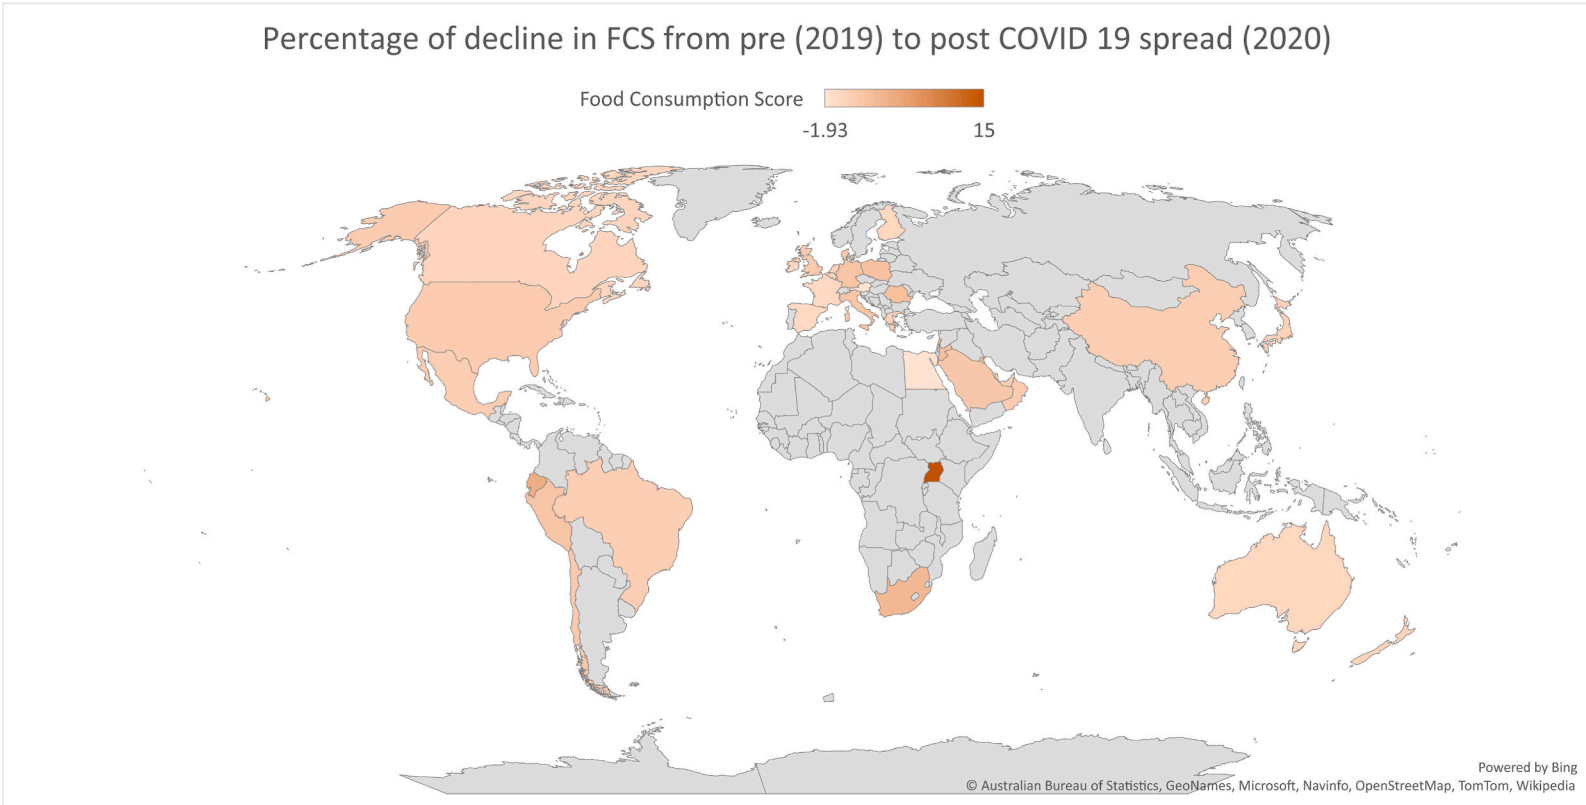 Percentage of decline in FCS from pre (2019) to post COVID 19 spread (2020)
Food Consumption Score
-1.93 15
Powered by Bing
© Australian Bureau of Statistics, GeoNames, Microsoft, Navinfo, OpenStreetMap, TomTom, Wikipedia